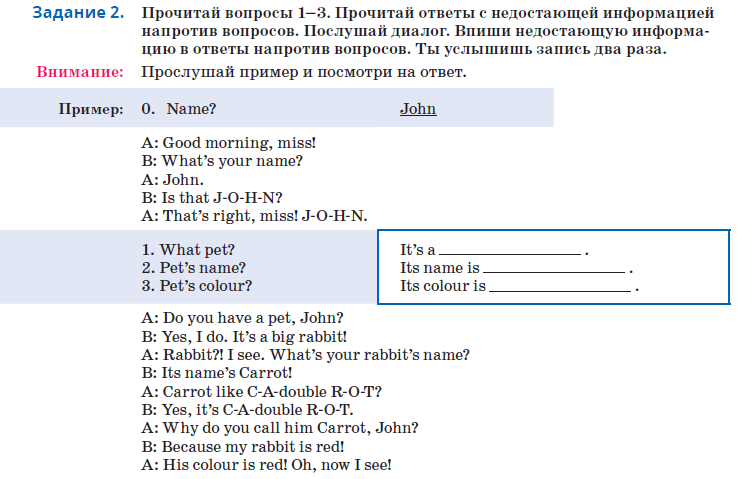 Задание 2. Прочитай вопросы 1–3. Прочитай ответы с недостающей информацией
напротив вопросов. Послушай диалог. Впиши недостающую информа-
цию в ответы напротив вопросов. Ты услышишь запись два раза.
Внимание: Прослушай пример и посмотри на ответ.
Пример: 0. Name? John
A: Good morning, miss!
B: What's your name?
A: John.
B: Is that J-O-H-N?
A: That's right, miss! J-O-H-N.
1. What pet? It's a ________________ .
2. Pet's name? Its name is ________________ .
3. Pet's colour? Its colour is ________________ .
A: Do you have a pet, John?
B: Yes, I do. It's a big rabbit!
A: Rabbit?! I see. What's your rabbit's name?
B: Its name's Carrot!
A: Carrot like C-A-double R-O-T?
B: Yes, it's C-A-double R-O-T.
A: Why do you call him Carrot, John?
B: Because my rabbit is red!
A: His colour is red! Oh, now I see!